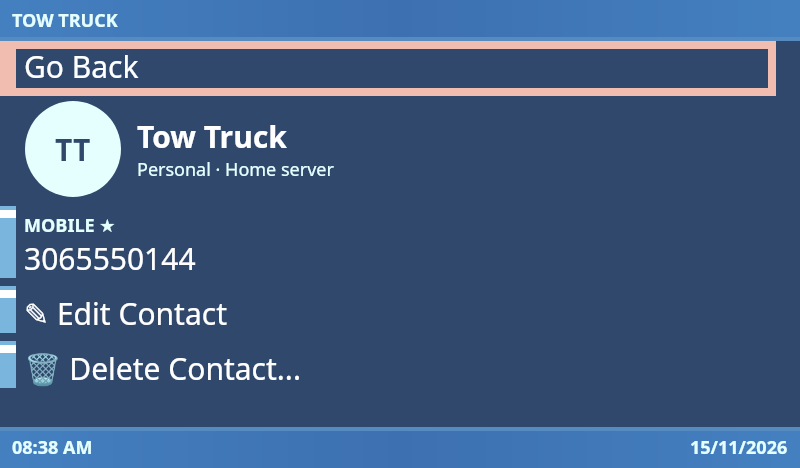 TOW TRUCK
Go Back
TT
Tow Truck
Personal · Home server
MOBILE ★
3065550144
✎ Edit Contact
🗑 Delete Contact...
08:38 AM
15/11/2026